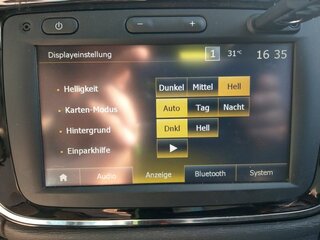 Displayeinstellung 1 31°C 16 35
Helligkeit Dunkel Mittel Hell
Karten-Modus Auto Tag Nacht
Hintergrund Dnkl Hell
Einparkhilfe
Audio Anzeige Bluetooth System